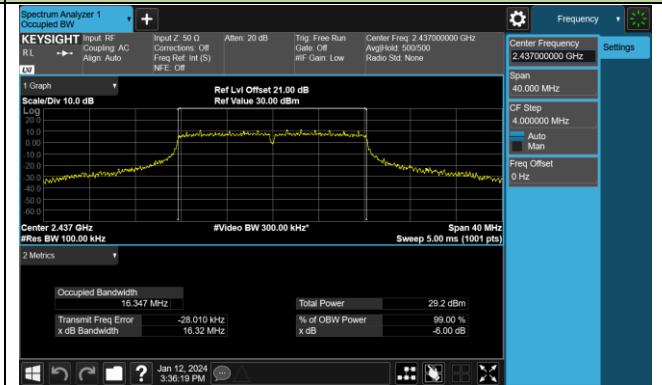 Spectrum Analyzer 1
Occupied BW
+
Frequency
KEYSIGHT Input: RF
RL
Coupling: AC
Align: Auto
Input Z: 50 Ω
Corrections: Off
Freq Ref: Int (S)
NFE: Off
Atten: 20 dB
Trig: Free Run
Gate: Off
#IF Gain: Low
Center Freq: 2.437000000 GHz
Avg|Hold: 500/500
Radio Std: None
LXI
Center Frequency
2.437000000 GHz
Settings
Span
40.000 MHz
CF Step
4.000000 MHz
Auto
Man
Freq Offset
0 Hz
1 Graph
Scale/Div 10.0 dB
Ref Lvl Offset 21.00 dB
Ref Value 30.00 dBm
Log
20.0
10.0
0.00
-10.0
-20.0
-30.0
-40.0
-50.0
-60.0
Center 2.437 GHz
#Video BW 300.00 kHz*
Span 40 MHz
#Res BW 100.00 kHz
Sweep 5.00 ms (1001 pts)
2 Metrics
Occupied Bandwidth
16.347 MHz
Total Power 29.2 dBm
Transmit Freq Error -28.010 kHz
% of OBW Power 99.00 %
x dB Bandwidth 16.32 MHz
x dB -6.00 dB
?
Jan 12, 2024
3:36:19 PM